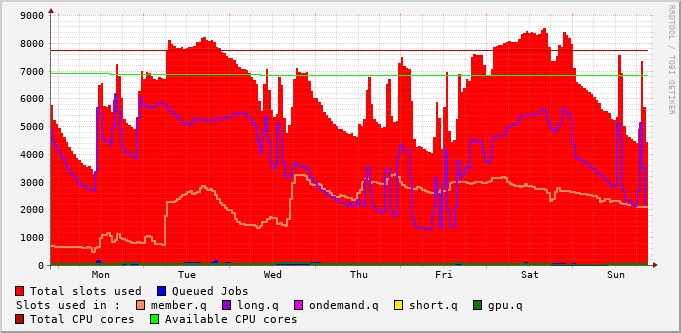 RRDTOOL / TOBI OETIKER
9000
8000
7000
6000
5000
4000
3000
2000
1000
0
Mon Tue Wed Thu Fri Sat Sun
Total slots used Queued Jobs
Slots used in : member.q long.q ondemand.q short.q gpu.q
Total CPU cores Available CPU cores